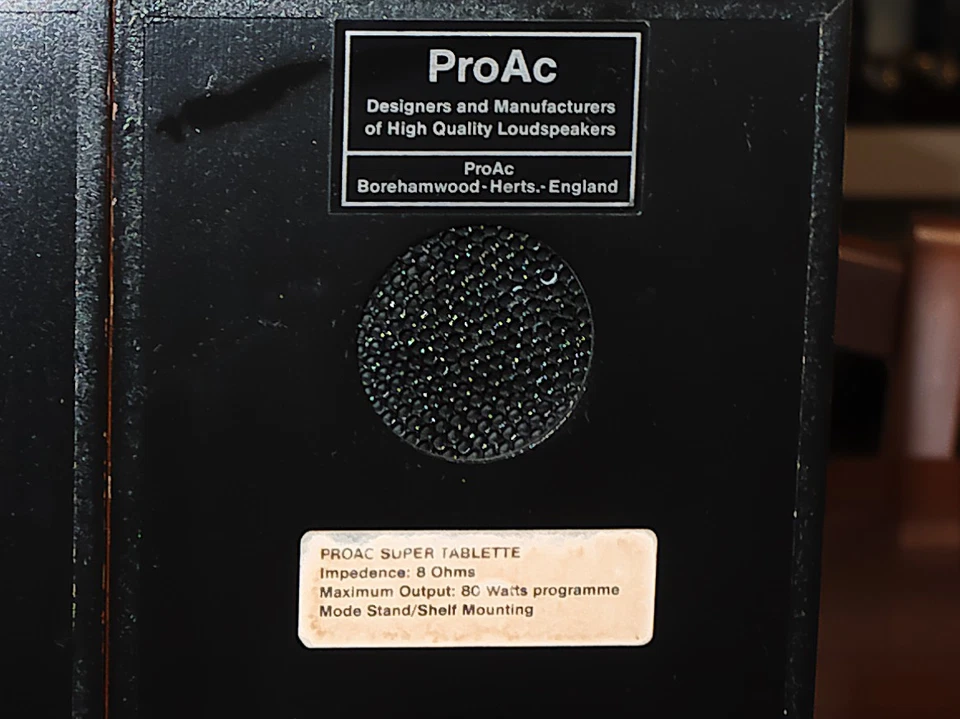 ProAc
Designers and Manufacturers
of High Quality Loudspeakers
ProAc
Borehamwood-Herts.-England
PROAC SUPER TABLETTE
Impedence: 8 Ohms
Maximum Output: 80 Watts programme
Mode Stand/Shelf Mounting